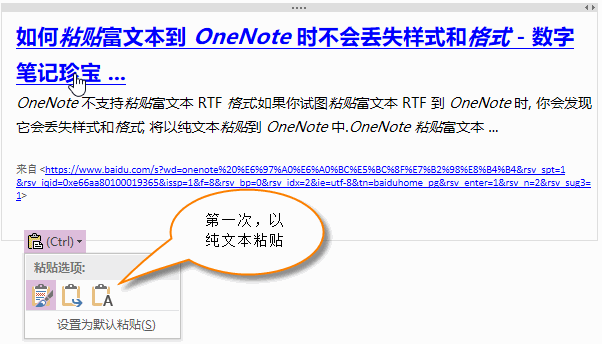 如何粘贴富文本到 OneNote 时不会丢失样式和格式 - 数字
笔记珍宝 ...
OneNote 不支持粘贴富文本 RTF 格式.如果你试图粘贴富文本 RTF 到 OneNote 时, 你会发现
它会丢失样式和格式, 将以纯文本粘贴到 OneNote 中.OneNote 粘贴富文本 ...
来自 <https://www.baidu.com/s?wd=onenote%20%E6%97%A0%E6%A0%BC%E5%BC%8F%E7%B2%98%E8%B4%B4&rsv_spt=1
&rsv_iqid=0xe66aa80100019365&issp=1&f=8&rsv_bp=0&rsv_idx=2&ie=utf-8&tn=baiduhome_pg&rsv_enter=1&rsv_n=2&rsv_sug3=
1>
第一次，以
纯文本粘贴
(Ctrl)
粘贴选项:
A
设置为默认粘贴(S)